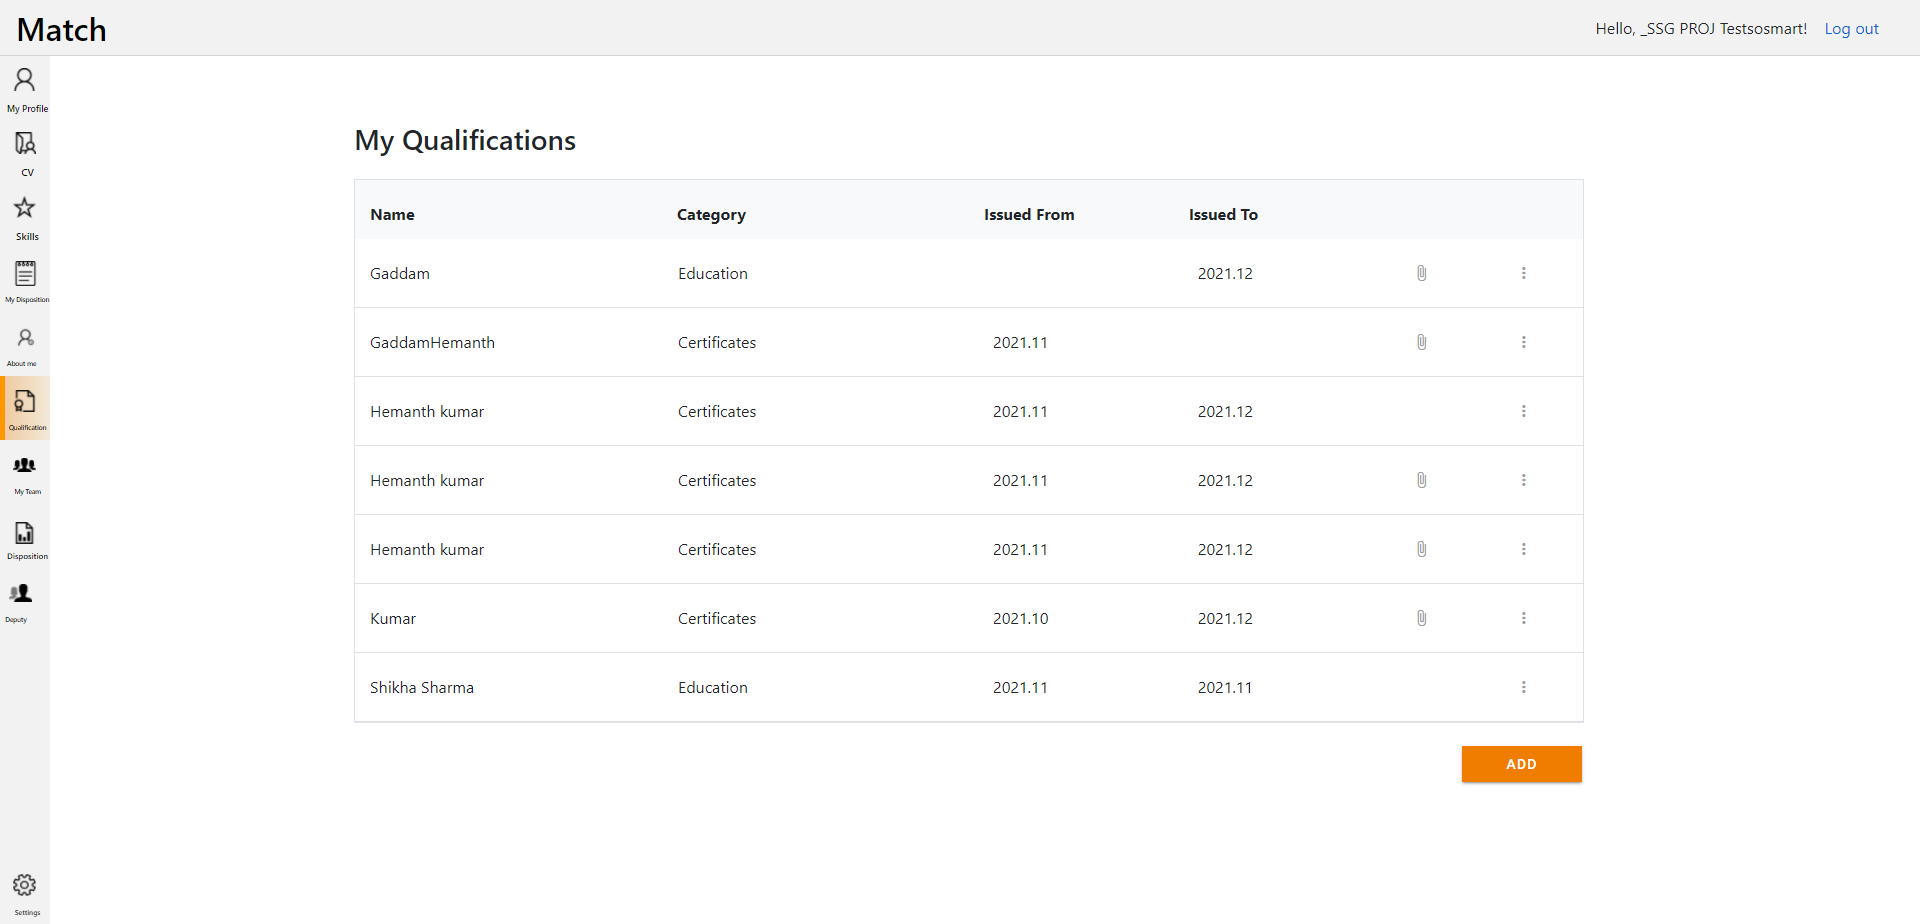 Match
Hello, _SSG PROJ Testsosmart! Log out
My Profile
CV
Skills
My Disposition
About me
Qualification
My Team
Disposition
Deputy
Settings
My Qualifications
Name Category Issued From Issued To
Gaddam Education 2021.12
GaddamHemanth Certificates 2021.11
Hemanth kumar Certificates 2021.11 2021.12
Hemanth kumar Certificates 2021.11 2021.12
Hemanth kumar Certificates 2021.11 2021.12
Kumar Certificates 2021.10 2021.12
Shikha Sharma Education 2021.11 2021.11
ADD